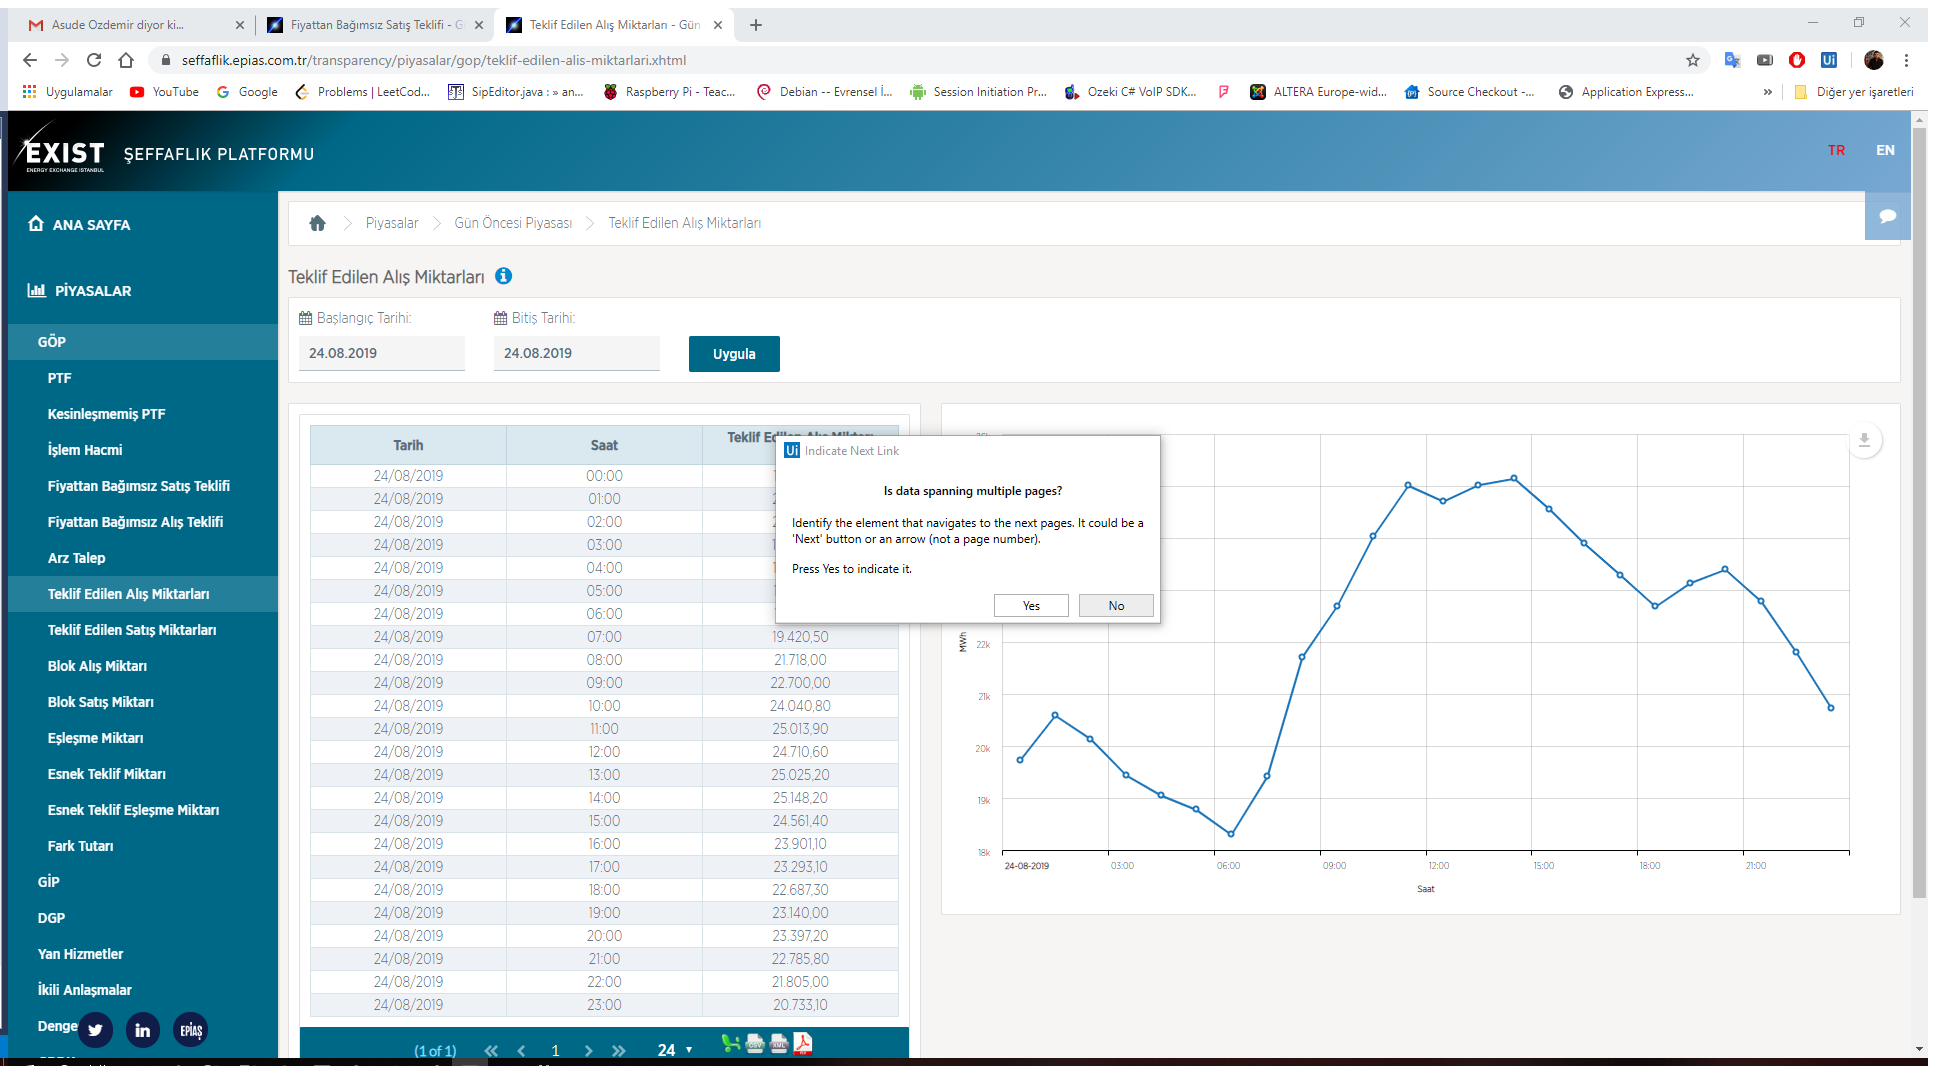 Asude Ozdemir diyor ki...
Fiyattan Bağımsız Satış Teklifi - G
Teklif Edilen Alış Miktarları - Gün
seffaflik.epias.com.tr/transparency/piyasalar/gop/teklif-edilen-alis-miktarlari.xhtml
Uygulamalar YouTube Google Problems | LeetCod... SipEditor.java : » an... Raspberry Pi - Teac... Debian -- Evrensel İ... Session Initiation Pr... Ozeki C# VoIP SDK... ALTERA Europe-wid... Source Checkout -... Application Express... » Diğer yer işaretleri
EXIST
ENERGY EXCHANGE ISTANBUL
ŞEFFAFLIK PLATFORMU
TR EN
ANA SAYFA
PİYASALAR
GÖP
PTF
Kesinleşmemiş PTF
İşlem Hacmi
Fiyattan Bağımsız Satış Teklifi
Fiyattan Bağımsız Alış Teklifi
Arz Talep
Teklif Edilen Alış Miktarları
Teklif Edilen Satış Miktarları
Blok Alış Miktarı
Blok Satış Miktarı
Eşleşme Miktarı
Esnek Teklif Miktarı
Esnek Teklif Eşleşme Miktarı
Fark Tutarı
GİP
DGP
Yan Hizmetler
İkili Anlaşmalar
Denge
in
EPİAŞ
Piyasalar Gün Öncesi Piyasası Teklif Edilen Alış Miktarları
Teklif Edilen Alış Miktarları i
Başlangıç Tarihi: Bitiş Tarihi:
24.08.2019 24.08.2019 Uygula
Tarih Saat Teklif
24/08/2019 00:00
24/08/2019 01:00
24/08/2019 02:00
24/08/2019 03:00
24/08/2019 04:00
24/08/2019 05:00
24/08/2019 06:00
24/08/2019 07:00 19.420,50
24/08/2019 08:00 21.718,00
24/08/2019 09:00 22.700,00
24/08/2019 10:00 24.040,80
24/08/2019 11:00 25.013,90
24/08/2019 12:00 24.710,60
24/08/2019 13:00 25.025,20
24/08/2019 14:00 25.148,20
24/08/2019 15:00 24.561,40
24/08/2019 16:00 23.901,10
24/08/2019 17:00 23.293,10
24/08/2019 18:00 22.687,30
24/08/2019 19:00 23.140,00
24/08/2019 20:00 23.397,20
24/08/2019 21:00 22.785,80
24/08/2019 22:00 21.805,00
24/08/2019 23:00 20.733,10
(1 of 1) 1 24
CSV XML
Ui Indicate Next Link
Is data spanning multiple pages?
Identify the element that navigates to the next pages. It could be a
'Next' button or an arrow (not a page number).
Press Yes to indicate it.
Yes No
MWh
22k
21k
20k
19k
18k
24-08-2019 03:00 06:00 09:00 12:00 15:00 18:00 21:00
Saat